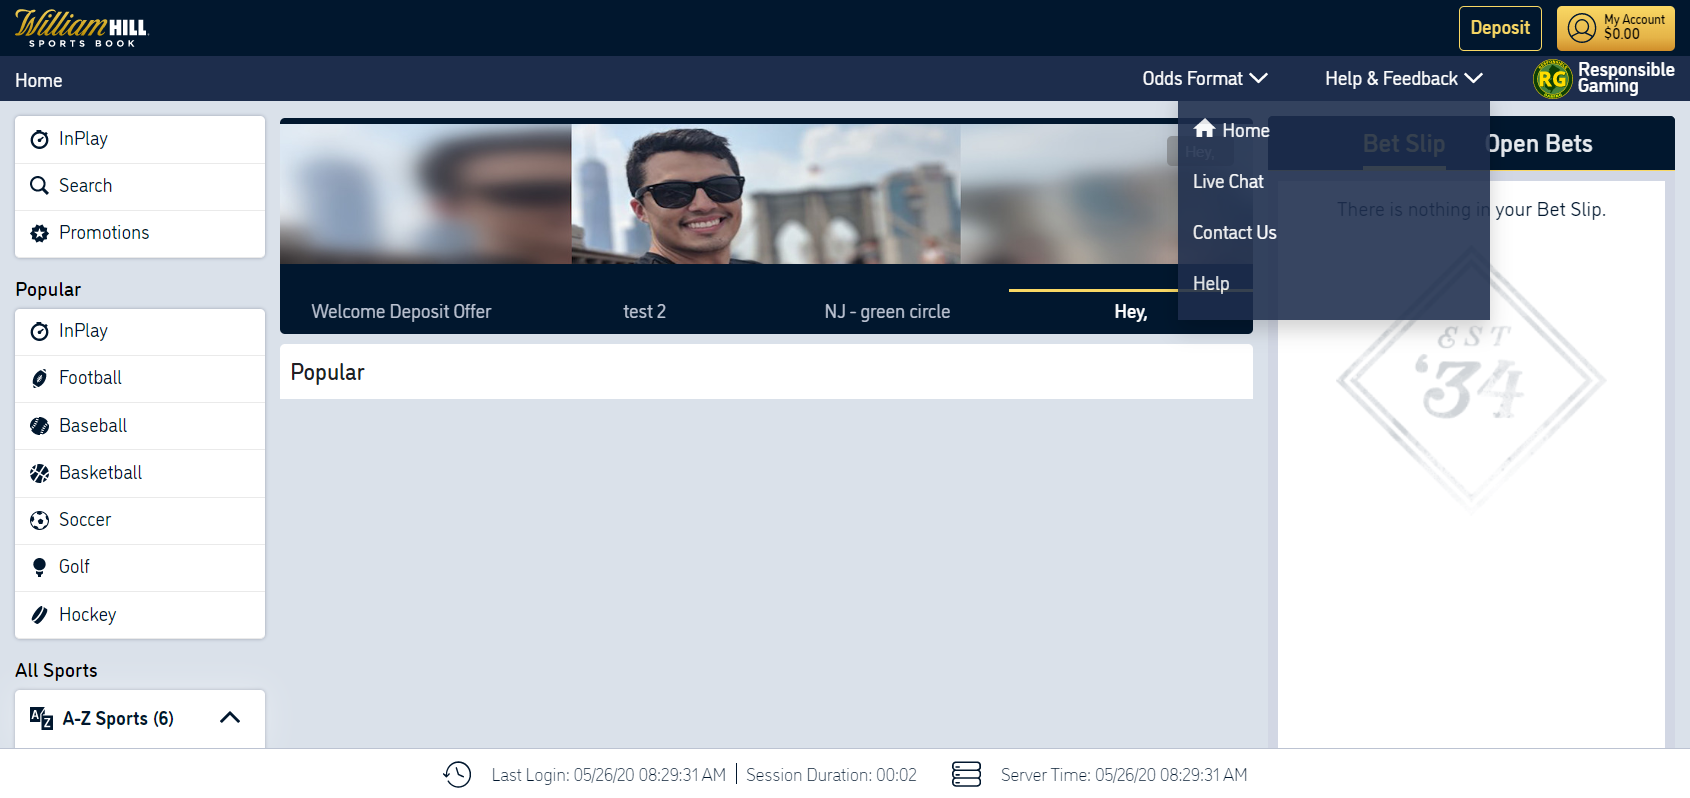 William HILL
SPORTS BOOK
Deposit
My Account
$0.00
Home
Odds Format
Help & Feedback
RG
Responsible
Gaming
InPlay
Search
Promotions
Popular
InPlay
Football
Baseball
Basketball
Soccer
Golf
Hockey
All Sports
A-Z Sports (6)
Hey,
Welcome Deposit Offer
test 2
NJ - green circle
Hey,
Popular
Home
Live Chat
Contact Us
Help
Bet Slip
Open Bets
There is nothing in your Bet Slip.
EST
‘34
Last Login: 05/26/20 08:29:31 AM
Session Duration: 00:02
Server Time: 05/26/20 08:29:31 AM